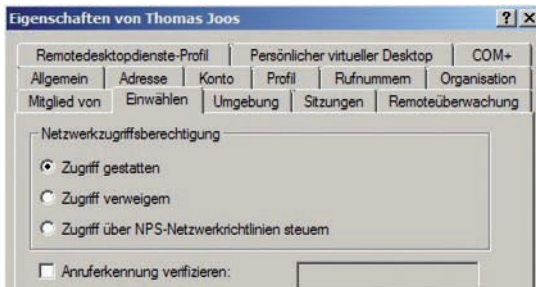 Eigenschaften von Thomas Joos
Remotedesktopdienste-Profil Persönlicher virtueller Desktop COM+
Allgemein Adresse Konto Profil Rufnummern Organisation
Mitglied von Einwählen Umgebung Sitzungen Remoteüberwachung
Netzwerkzugriffsberechtigung
Zugriff gestatten
Zugriff verweigern
Zugriff über NPS-Netzwerkrichtlinien steuern
Anruferkennung verifizieren: